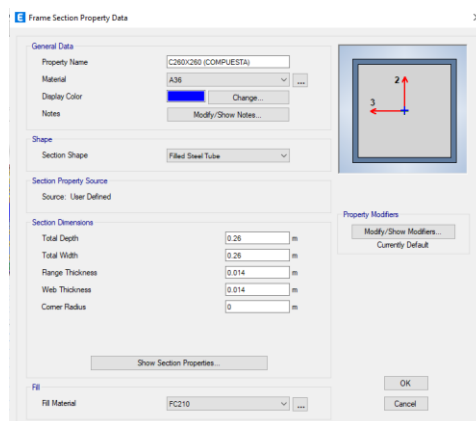 E Frame Section Property Data
General Data
Property Name C260X260 (COMPUESTA)
Material A36 ...
Display Color Change...
Notes Modify/Show Notes...
Shape
Section Shape Filled Steel Tube
Section Property Source
Source: User Defined
Section Dimensions
Total Depth 0.26 m
Total Width 0.26 m
Flange Thickness 0.014 m
Web Thickness 0.014 m
Corner Radius 0 m
Show Section Properties...
Fill
Fill Material FC210 ...
2
3
Property Modifiers
Modify/Show Modifiers...
Currently Default
OK
Cancel